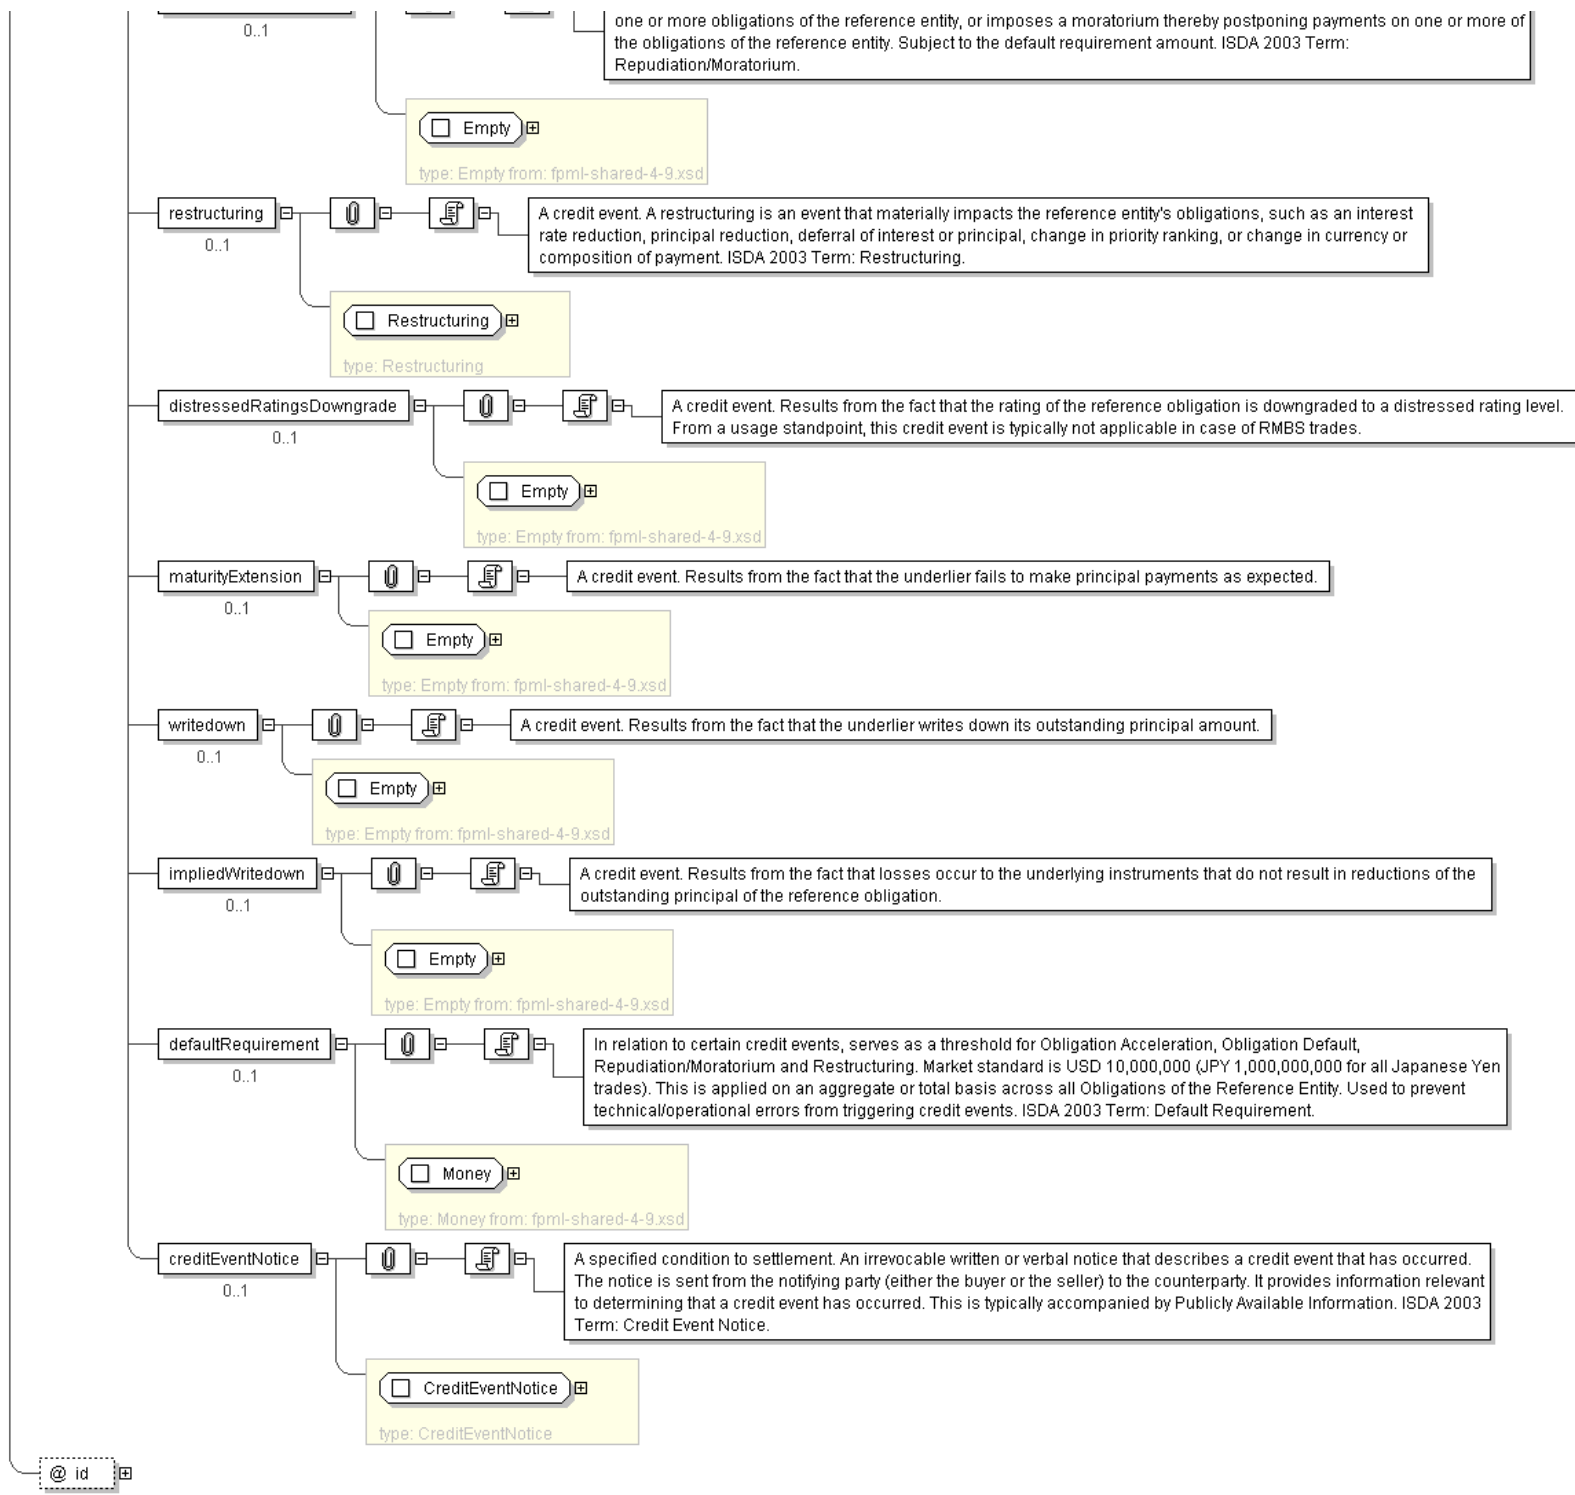 one or more obligations of the reference entity, or imposes a moratorium thereby postponing payments on one or more of
0..1
the obligations of the reference entity. Subject to the default requirement amount. ISDA 2003 Term:
Repudiation/Moratorium.
Empty
type: Empty from: fpml-shared-4-9.xsd
restructuring
0..1
A credit event. A restructuring is an event that materially impacts the reference entity's obligations, such as an interest
rate reduction, principal reduction, deferral of interest or principal, change in priority ranking, or change in currency or
composition of payment. ISDA 2003 Term: Restructuring.
Restructuring
type: Restructuring
distressedRatingsDowngrade
0..1
A credit event. Results from the fact that the rating of the reference obligation is downgraded to a distressed rating level.
From a usage standpoint, this credit event is typically not applicable in case of RMBS trades.
Empty
type: Empty from: fpml-shared-4-9.xsd
maturityExtension
0..1
A credit event. Results from the fact that the underlier fails to make principal payments as expected.
Empty
type: Empty from: fpml-shared-4-9.xsd
writedown
0..1
A credit event. Results from the fact that the underlier writes down its outstanding principal amount.
Empty
type: Empty from: fpml-shared-4-9.xsd
impliedWritedown
0..1
A credit event. Results from the fact that losses occur to the underlying instruments that do not result in reductions of the
outstanding principal of the reference obligation.
Empty
type: Empty from: fpml-shared-4-9.xsd
defaultRequirement
0..1
In relation to certain credit events, serves as a threshold for Obligation Acceleration, Obligation Default,
Repudiation/Moratorium and Restructuring. Market standard is USD 10,000,000 (JPY 1,000,000,000 for all Japanese Yen
trades). This is applied on an aggregate or total basis across all Obligations of the Reference Entity. Used to prevent
technical/operational errors from triggering credit events. ISDA 2003 Term: Default Requirement.
Money
type: Money from: fpml-shared-4-9.xsd
creditEventNotice
0..1
A specified condition to settlement. An irrevocable written or verbal notice that describes a credit event that has occurred.
The notice is sent from the notifying party (either the buyer or the seller) to the counterparty. It provides information relevant
to determining that a credit event has occurred. This is typically accompanied by Publicly Available Information. ISDA 2003
Term: Credit Event Notice.
CreditEventNotice
type: CreditEventNotice
@ id